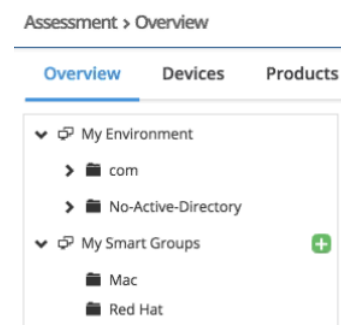 Assessment > Overview
Overview Devices Products
My Environment
com
No-Active-Directory
My Smart Groups
Mac
Red Hat